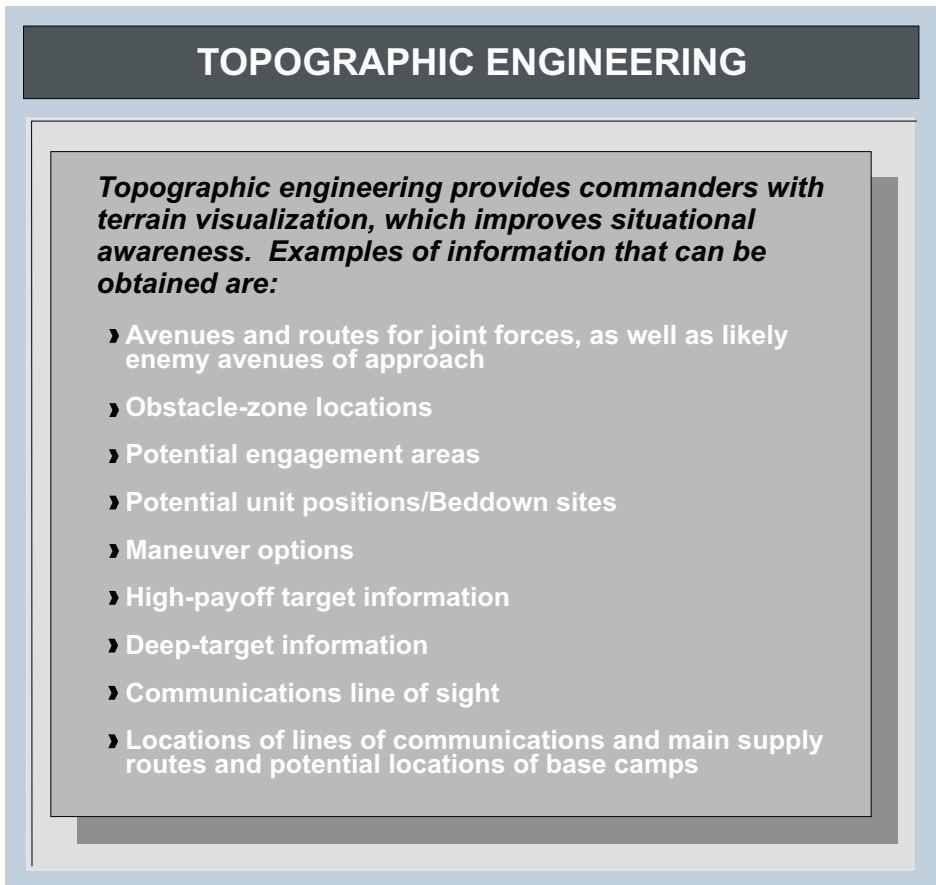 TOPOGRAPHIC ENGINEERING
Topographic engineering provides commanders with
terrain visualization, which improves situational
awareness.  Examples of information that can be
obtained are:
Avenues and routes for joint forces, as well as likely
enemy avenues of approach
Obstacle-zone locations
Potential engagement areas
Potential unit positions/Beddown sites
Maneuver options
High-payoff target information
Deep-target information
Communications line of sight
Locations of lines of communications and main supply
routes and potential locations of base camps